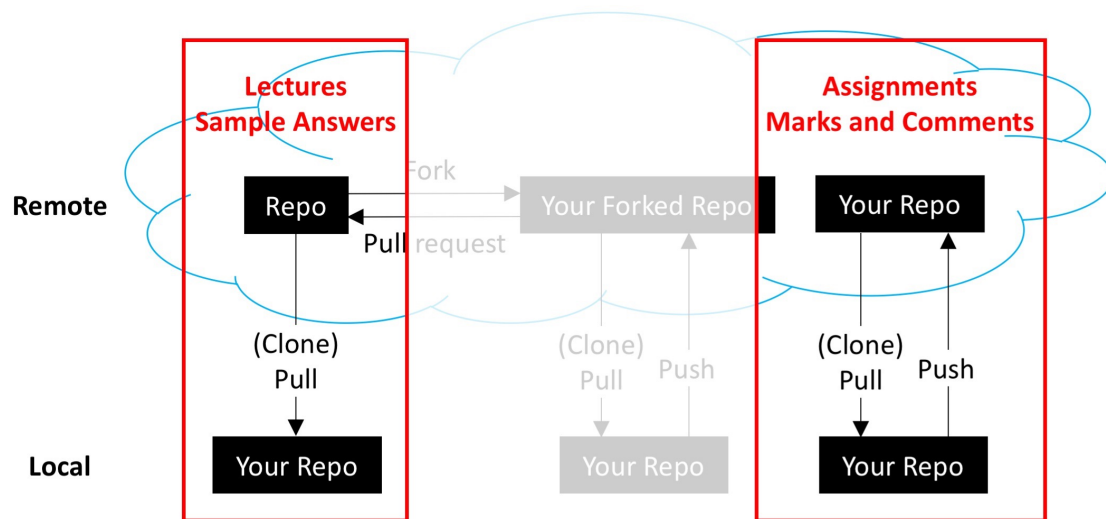 Lectures
Sample Answers
Assignments
Marks and Comments
Fork
Remote
Repo
Your Forked Repo
Your Repo
Pull request
(Clone)
Pull
(Clone)
Pull
Push
(Clone)
Pull
Push
Local
Your Repo
Your Repo
Your Repo